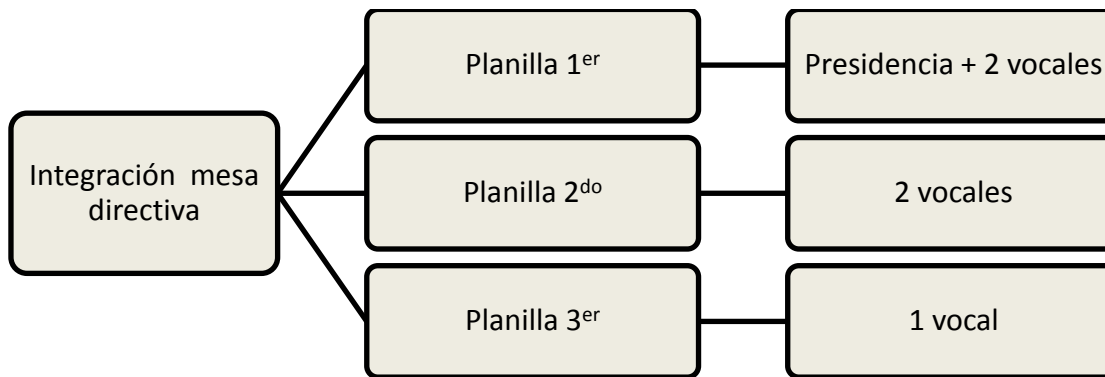 Planilla 1er
Presidencia + 2 vocales
Integración mesa
directiva
Planilla 2do
2 vocales
Planilla 3er
1 vocal